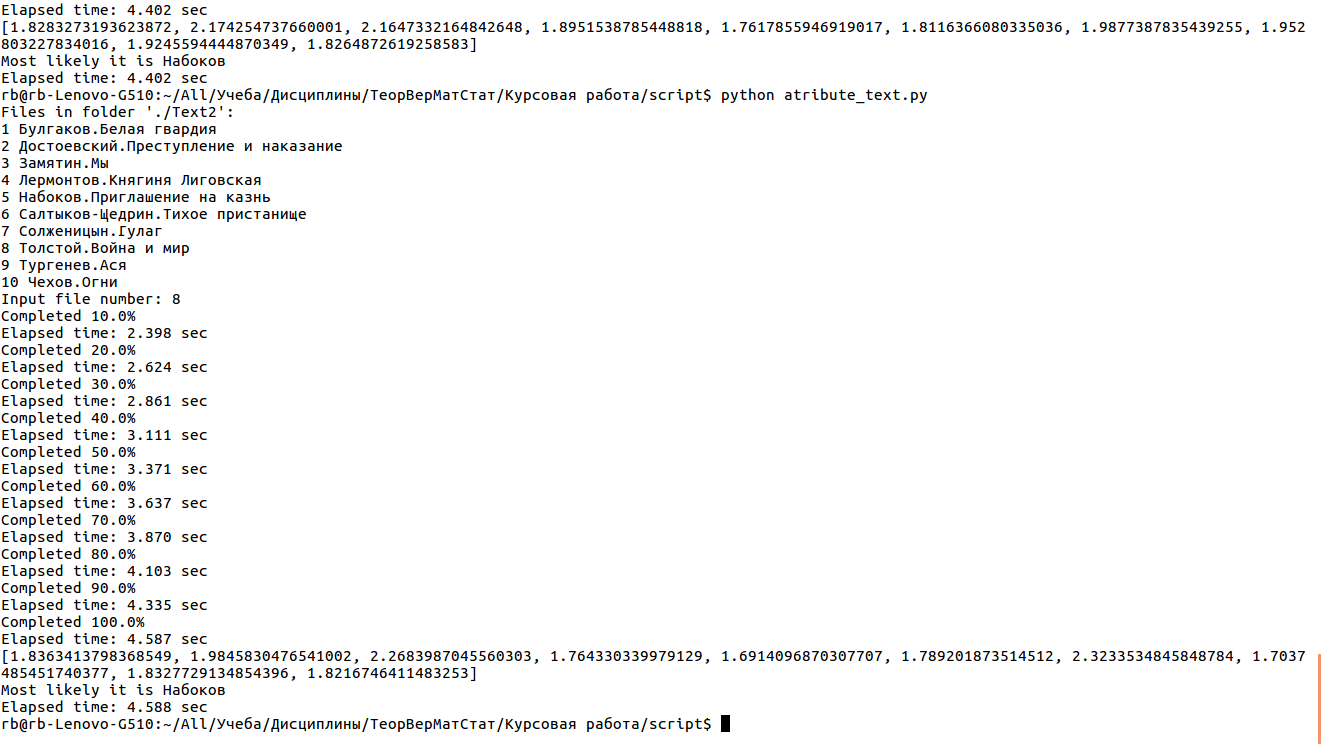 Elapsed time: 4.402 sec
[1.8283273193623872, 2.174254737660001, 2.1647332164842648, 1.8951538785448818, 1.7617855946919017, 1.8116366080335036, 1.9877387835439255, 1.952
803227834016, 1.9245594444870349, 1.8264872619258583]
Most likely it is Набоков
Elapsed time: 4.402 sec
rb@rb-Lenovo-G510:~/All/Учеба/Дисциплины/ТеорВерМатСтат/Курсовая работа/script$ python atribute_text.py
Files in folder './Text2':
1 Булгаков.Белая гвардия
2 Достоевский.Преступление и наказание
3 Замятин.Мы
4 Лермонтов.Княгиня Лиговская
5 Набоков.Приглашение на казнь
6 Салтыков-Щедрин.Тихое пристанище
7 Солженицын.Гулаг
8 Толстой.Война и мир
9 Тургенев.Ася
10 Чехов.Огни
Input file number: 8
Completed 10.0%
Elapsed time: 2.398 sec
Completed 20.0%
Elapsed time: 2.624 sec
Completed 30.0%
Elapsed time: 2.861 sec
Completed 40.0%
Elapsed time: 3.111 sec
Completed 50.0%
Elapsed time: 3.371 sec
Completed 60.0%
Elapsed time: 3.637 sec
Completed 70.0%
Elapsed time: 3.870 sec
Completed 80.0%
Elapsed time: 4.103 sec
Completed 90.0%
Elapsed time: 4.335 sec
Completed 100.0%
Elapsed time: 4.587 sec
[1.8363413798368549, 1.9845830476541002, 2.2683987045560303, 1.764330339979129, 1.6914096870307707, 1.789201873514512, 2.3233534845848784, 1.7037
485451740377, 1.8327729134854396, 1.8216746411483253]
Most likely it is Набоков
Elapsed time: 4.588 sec
rb@rb-Lenovo-G510:~/All/Учеба/Дисциплины/ТеорВерМатСтат/Курсовая работа/script$